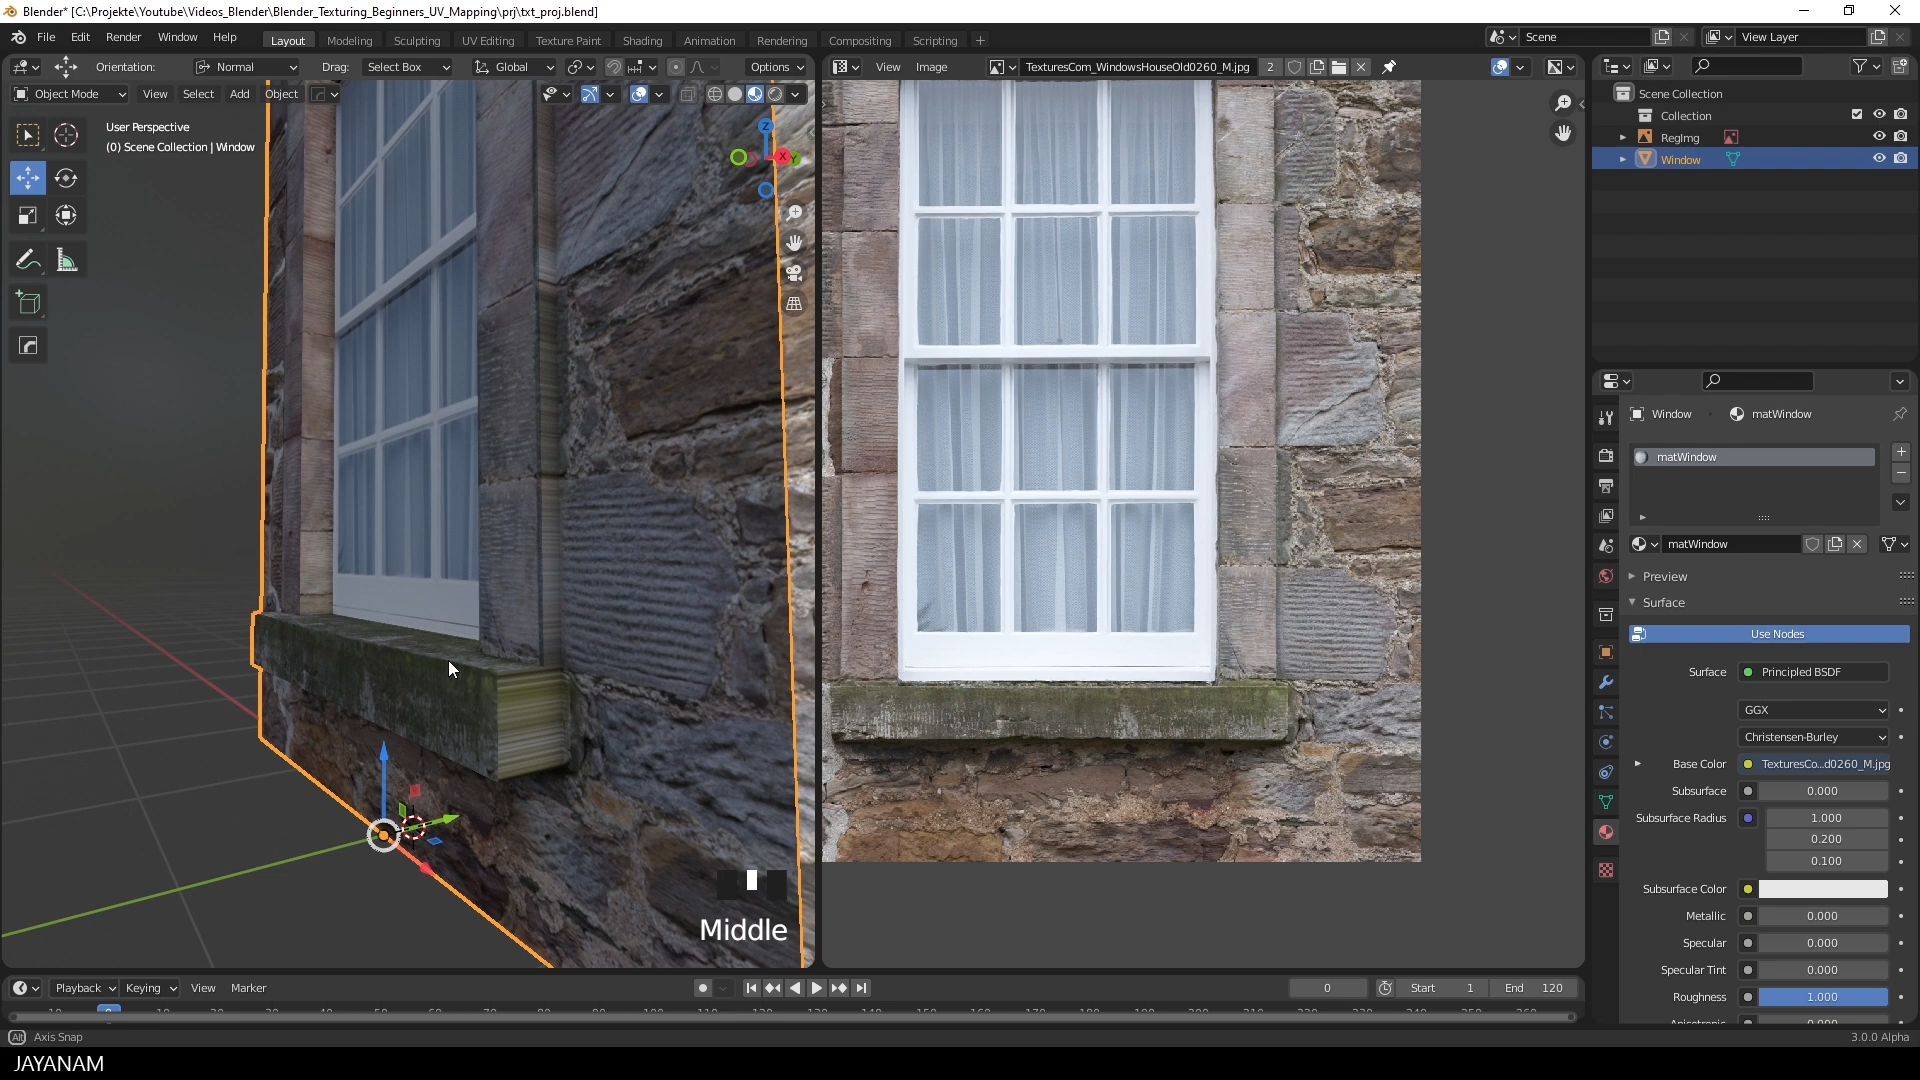 Blender* [C:\Projekte\Youtube\Videos_Blender\Blender_Texturing_Beginners_UV_Mapping\prj\txt_proj.blend]
File Edit Render Window Help Layout Modeling Sculpting UV Editing Texture Paint Shading Animation Rendering Compositing Scripting + Scene View Layer
Orientation: Normal Drag: Select Box Global Options View Image TexturesCom_WindowsHouseOld0260_M.jpg 2
Object Mode View Select Add Object
User Perspective
(0) Scene Collection | Window
Z
X
Y
Middle
Scene Collection
Collection
RegImg
Window
Window matWindow
matWindow
matWindow
Preview
Surface
Use Nodes
Surface Principled BSDF
GGX
Christensen-Burley
Base Color TexturesCo...d0260_M.jpg
Subsurface 0.000
Subsurface Radius 1.000
0.200
0.100
Subsurface Color
Metallic 0.000
Specular 0.000
Specular Tint 0.000
Roughness 1.000
Playback Keying View Marker 0 Start 1 End 120
Alt Axis Snap 3.0.0 Alpha
JAYANAM